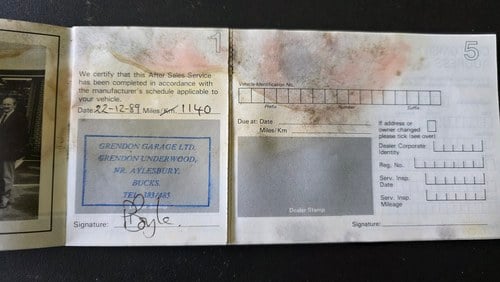 1
We certify that this After Sales Service
has been completed in accordance with
the manufacturer's schedule applicable to
your vehicle.
Date 22-12-89 Miles/Km. 1140
GRENDON GARAGE LTD.
GRENDON UNDERWOOD,
NR. AYLESBURY,
BUCKS.
Signature:
5
Vehicle Identification No.
Prefix Number Suffix
Due at: Date
Miles/Km
If address or
owner changed
please tick (see over)
Dealer Corporate
Identity
Reg. No.
Serv. Insp.
Date
Serv. Insp.
Mileage
Dealer Stamp
Signature: